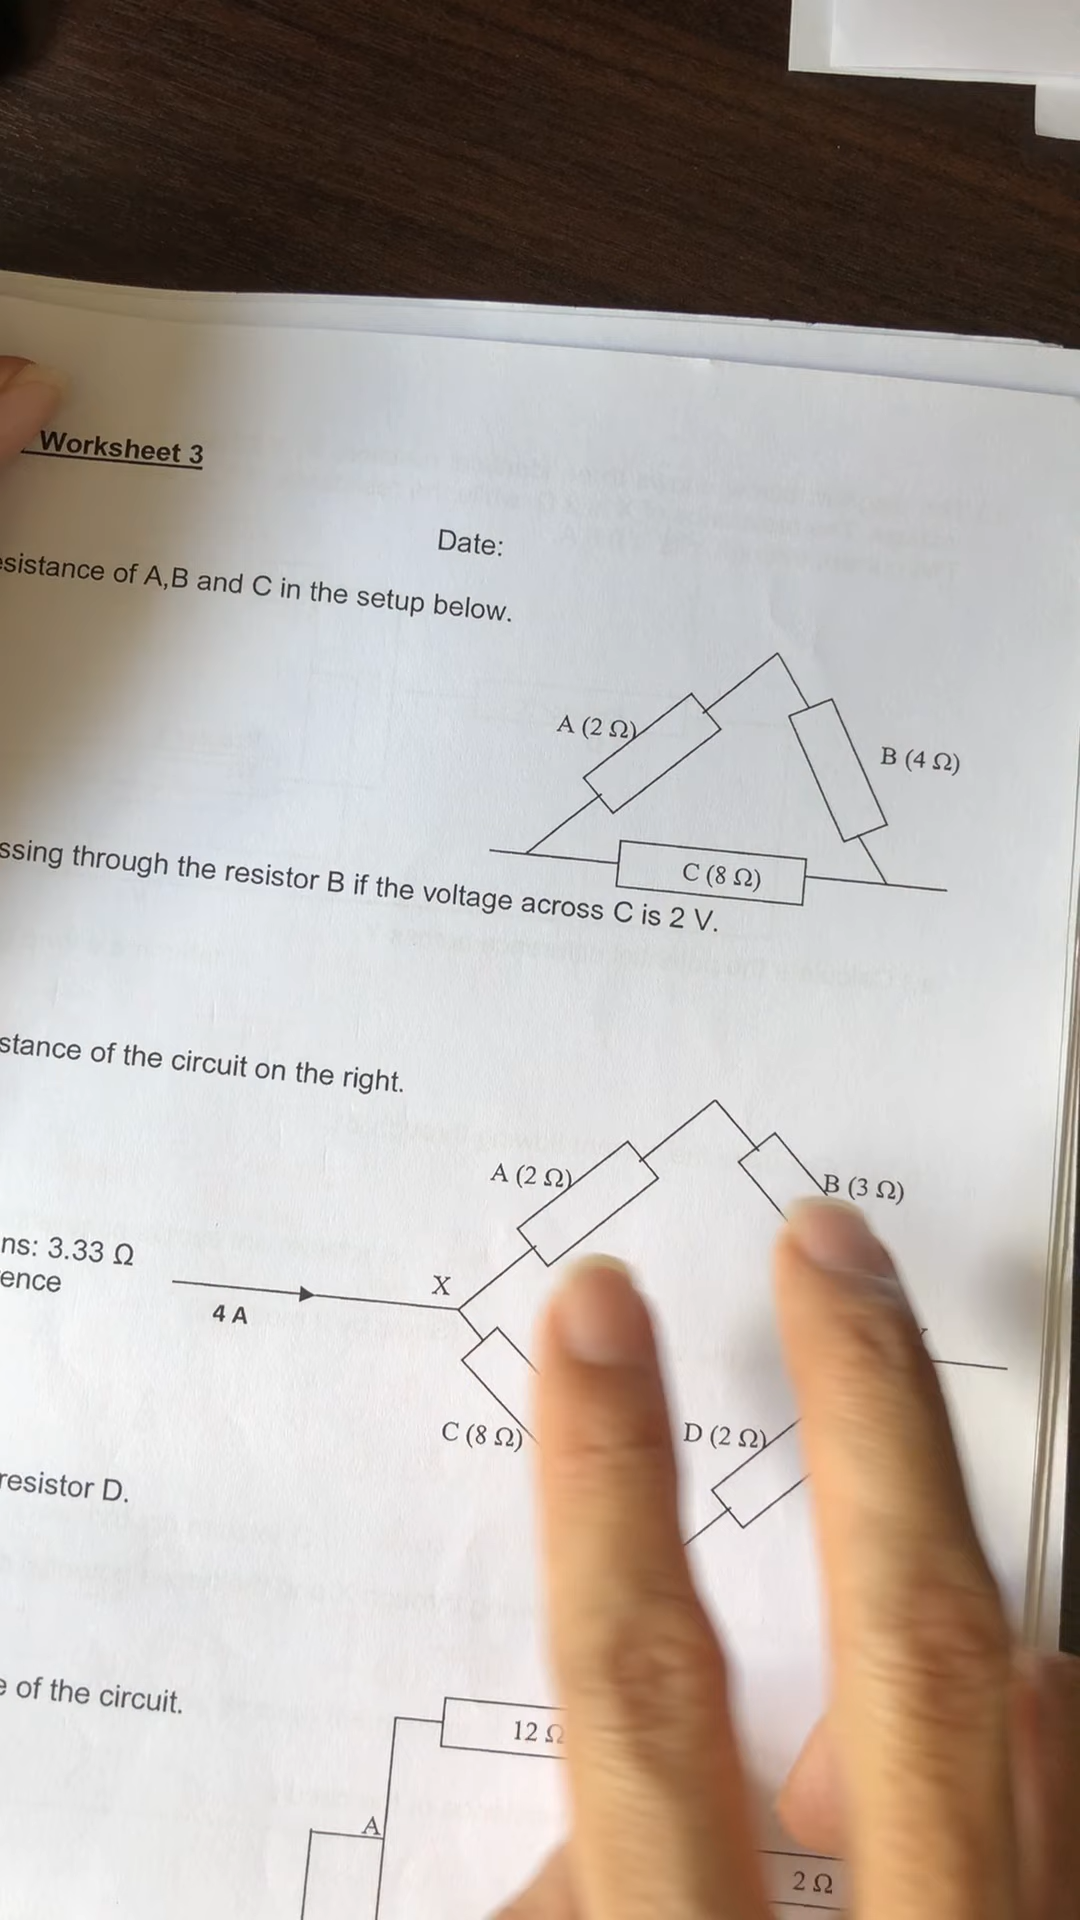 Worksheet 3
Date:
esistance of A,B and C in the setup below.
A (2 Ω)
B (4 Ω)
C (8 Ω)
ssing through the resistor B if the voltage across C is 2 V.
stance of the circuit on the right.
A (2 Ω)
B (3 Ω)
ns: 3.33 Ω
ence
X
4 A
C (8 Ω)
D (2 Ω)
resistor D.
e of the circuit.
12 Ω
A
2 Ω